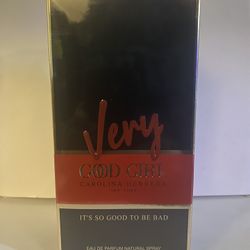 Very
GOOD GIRL
CAROLINA HERRERA
NEW YORK
IT'S SO GOOD TO BE BAD
EAU DE PARFUM NATURAL SPRAY